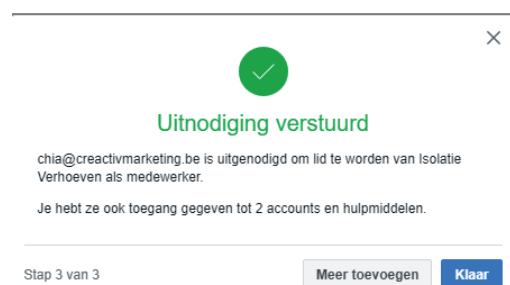 Uitnodiging verstuurd
chia@creactivmarketing.be is uitgenodigd om lid te worden van Isolatie
Verhoeven als medewerker.
Je hebt ze ook toegang gegeven tot 2 accounts en hulpmiddelen.
Stap 3 van 3
Meer toevoegen
Klaar